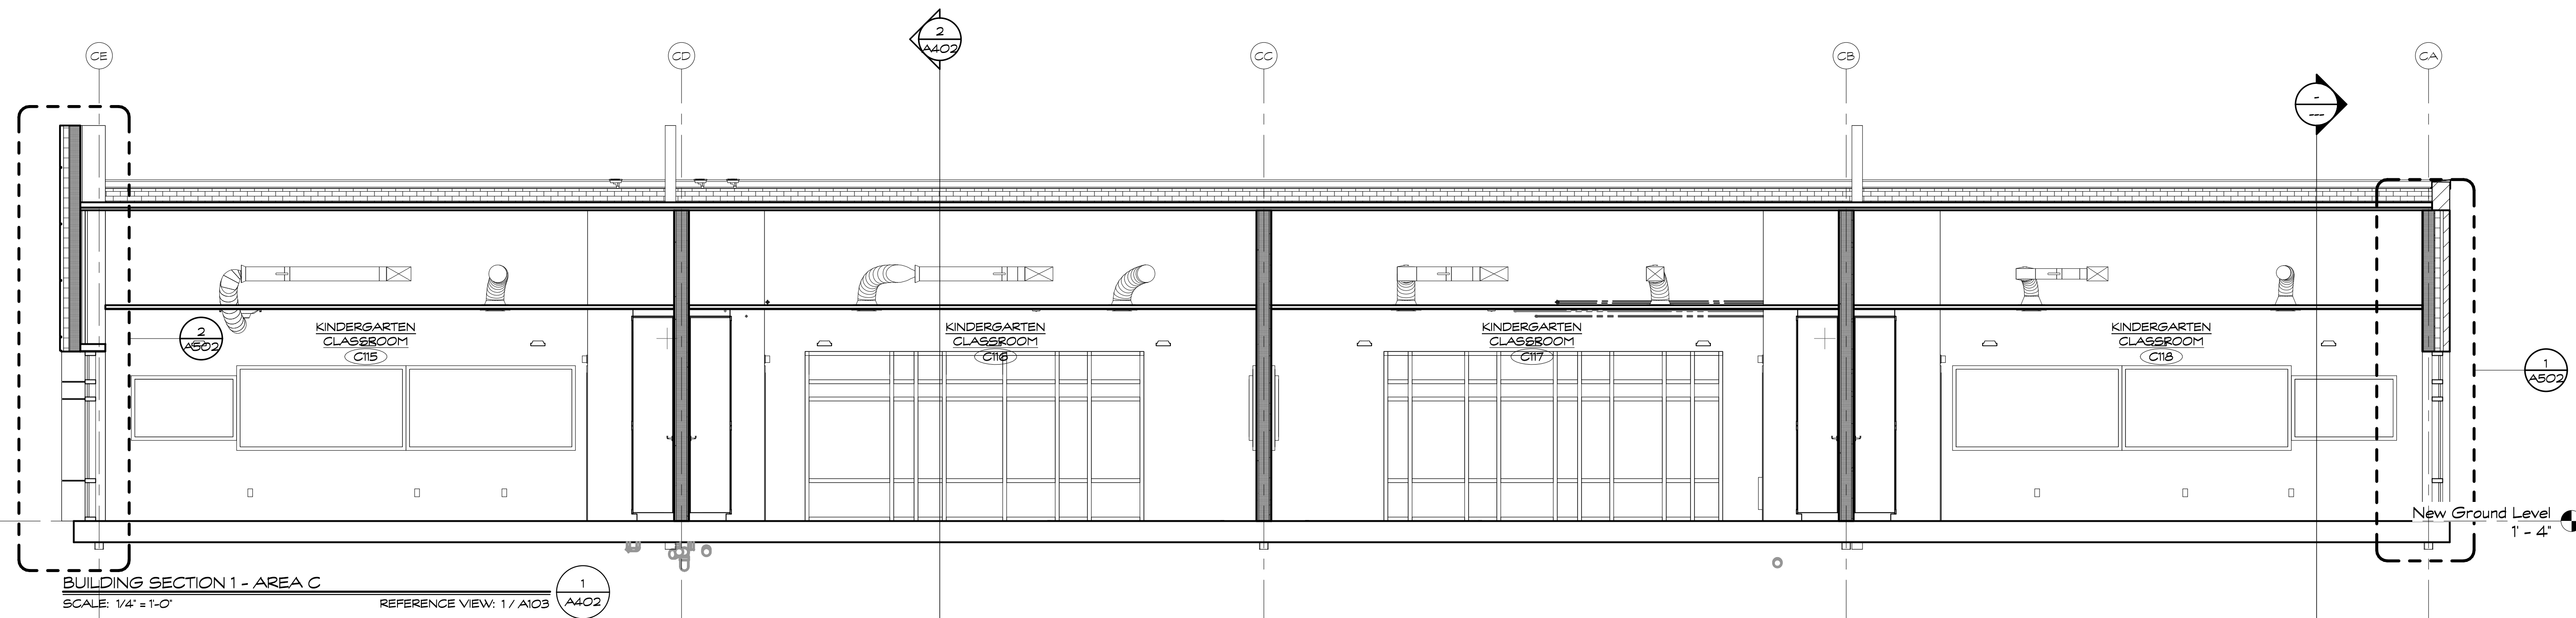 2
A402
CE
CD
CC
CB
CA
-
---
2
A502
KINDERGARTEN
CLASSROOM
C115
KINDERGARTEN
CLASSROOM
C116
KINDERGARTEN
CLASSROOM
C117
KINDERGARTEN
CLASSROOM
C118
1
A502
New Ground Level
1' - 4"
BUILDING SECTION 1 - AREA C
SCALE: 1/4" = 1'-0"
REFERENCE VIEW: 1 / A103
1
A402